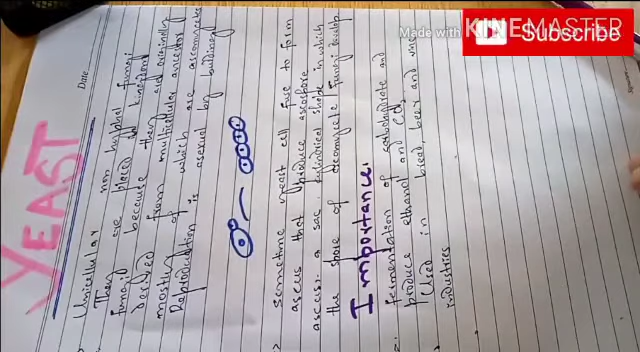 Made with KINEMASTER
Subscribe
Date
YEAST
Unicellular non hyphal fungi
They are placed in kingdom
fungi because they are originally
derived from multicellular ancestor
mostly of which are ascomycetes
Reproduction is asexual by budding
Sometime yeast cell fuse to form
ascus that produce ascospore
ascus: a sac, cylindrical shape in which
the spore of ascomycete fungi develop
Importance.
fermentation of carbohydrate and
produce ethanol and CO2
Used in bread, beer and wine
industries